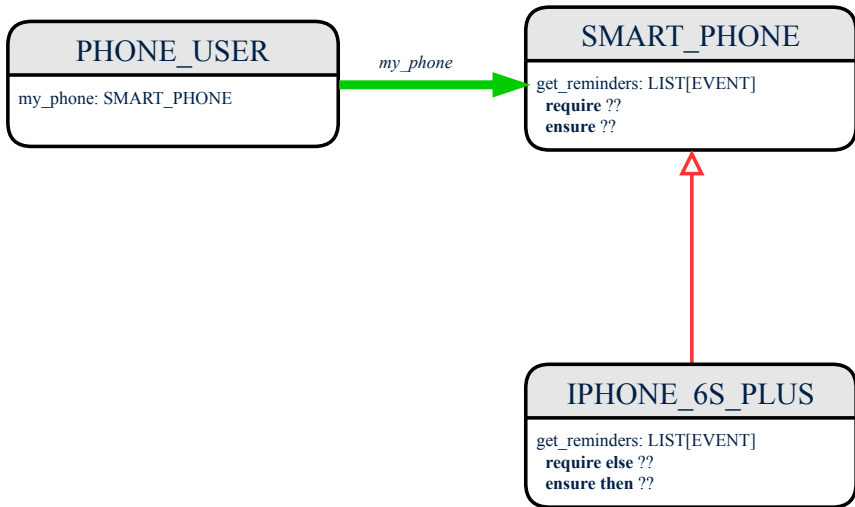 PHONE_USER
my_phone: SMART_PHONE
my_phone
SMART_PHONE
get_reminders: LIST[EVENT]
require ??
ensure ??
IPHONE_6S_PLUS
get_reminders: LIST[EVENT]
require else ??
ensure then ??